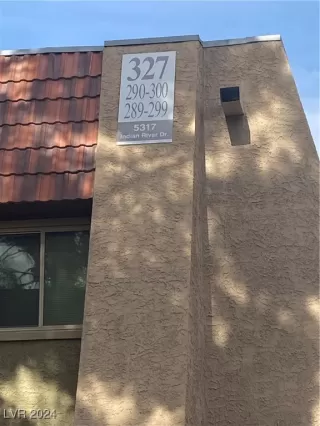 327
290-300
289-299
5317
Indian River Dr.
LVR 2024